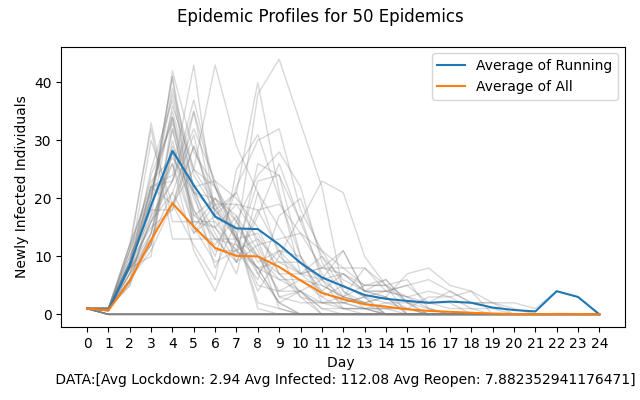 Epidemic Profiles for 50 Epidemics
Average of Running
Average of All
Newly Infected Individuals
40
30
20
10
0
0 1 2 3 4 5 6 7 8 9 10 11 12 13 14 15 16 17 18 19 20 21 22 23 24
Day
DATA:[Avg Lockdown: 2.94 Avg Infected: 112.08 Avg Reopen: 7.882352941176471]